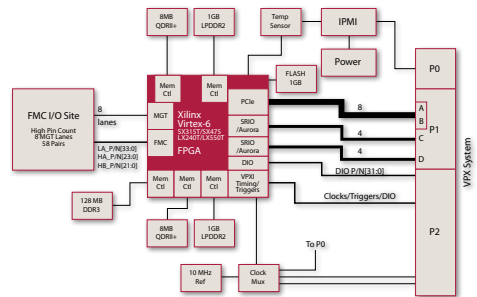 8MB
QDRII+
1GB
LPDDR2
Temp
Sensor
IPMI
Power
FLASH
1GB
P0
FMC I/O Site
High Pin Count
8 MGT Lanes
58 Pairs
8
lanes
LA_P/N[33:0]
HA_P/N[23:0]
HB_P/N[21:0]
Mem
Ctl
Mem
Ctl
PCIe
MGT
Xilinx
Virtex-6
SX315T/SX475
LX240T/LX550T
FPGA
SRIO
/Aurora
FMC
SRIO
/Aurora
DIO
Mem
Ctl
Mem
Ctl
Mem
Ctl
VPXI
Timing/
Triggers
8
4
4
A
B
C
D
P1
DIO P/N[31:0]
Clocks/Triggers/DIO
P2
VPX System
128 MB
DDR3
8MB
QDRII+
1GB
LPDDR2
To P0
10 MHz
Ref
Clock
Mux